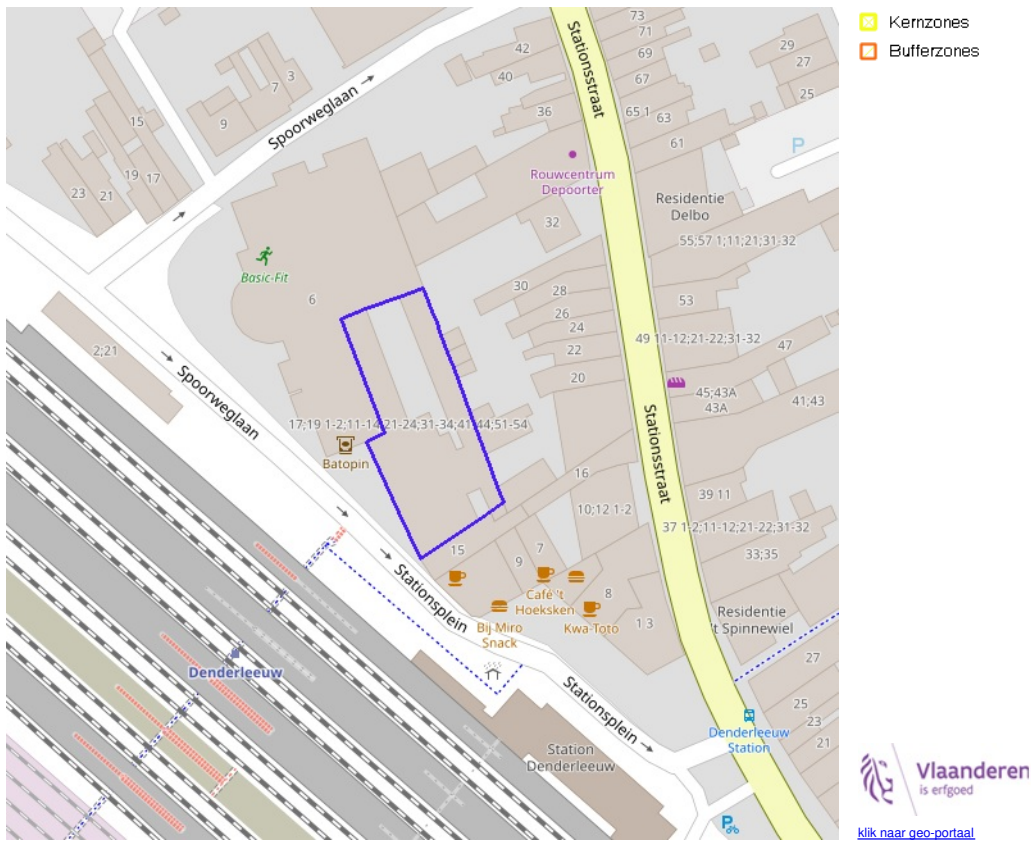 Kernzones
Bufferzones
73
71
69
67
65 1
63
61
42
40
36
Stationsstraat
29
27
25
P
3
7
9
15
19
17
23
21
Spoorweglaan
Rouwcentrum
Depoorter
32
Residentie
Delbo
55;57 1;11;21;31-32
Basic-Fit
6
30
28
26
24
22
20
53
49 11-12;21-22;31-32
47
45;43A
43A
41;43
2;21
Spoorweglaan
17;19 1-2;11-14;21-24;31-34;41-44;51-54
Batopin
Stationsstraat
16
10;12 1-2
39 11
37 1-2;11-12;21-22;31-32
33;35
15
7
9
8
1 3
Café 't
Hoeksken
Kwa-Toto
Bij Miro
Snack
Stationsplein
Residentie
't Spinnewiel
27
25
23
21
Denderleeuw
Stationsplein
Station
Denderleeuw
Denderleeuw
Station
P
Vlaanderen
is erfgoed
klik naar geo-portaal